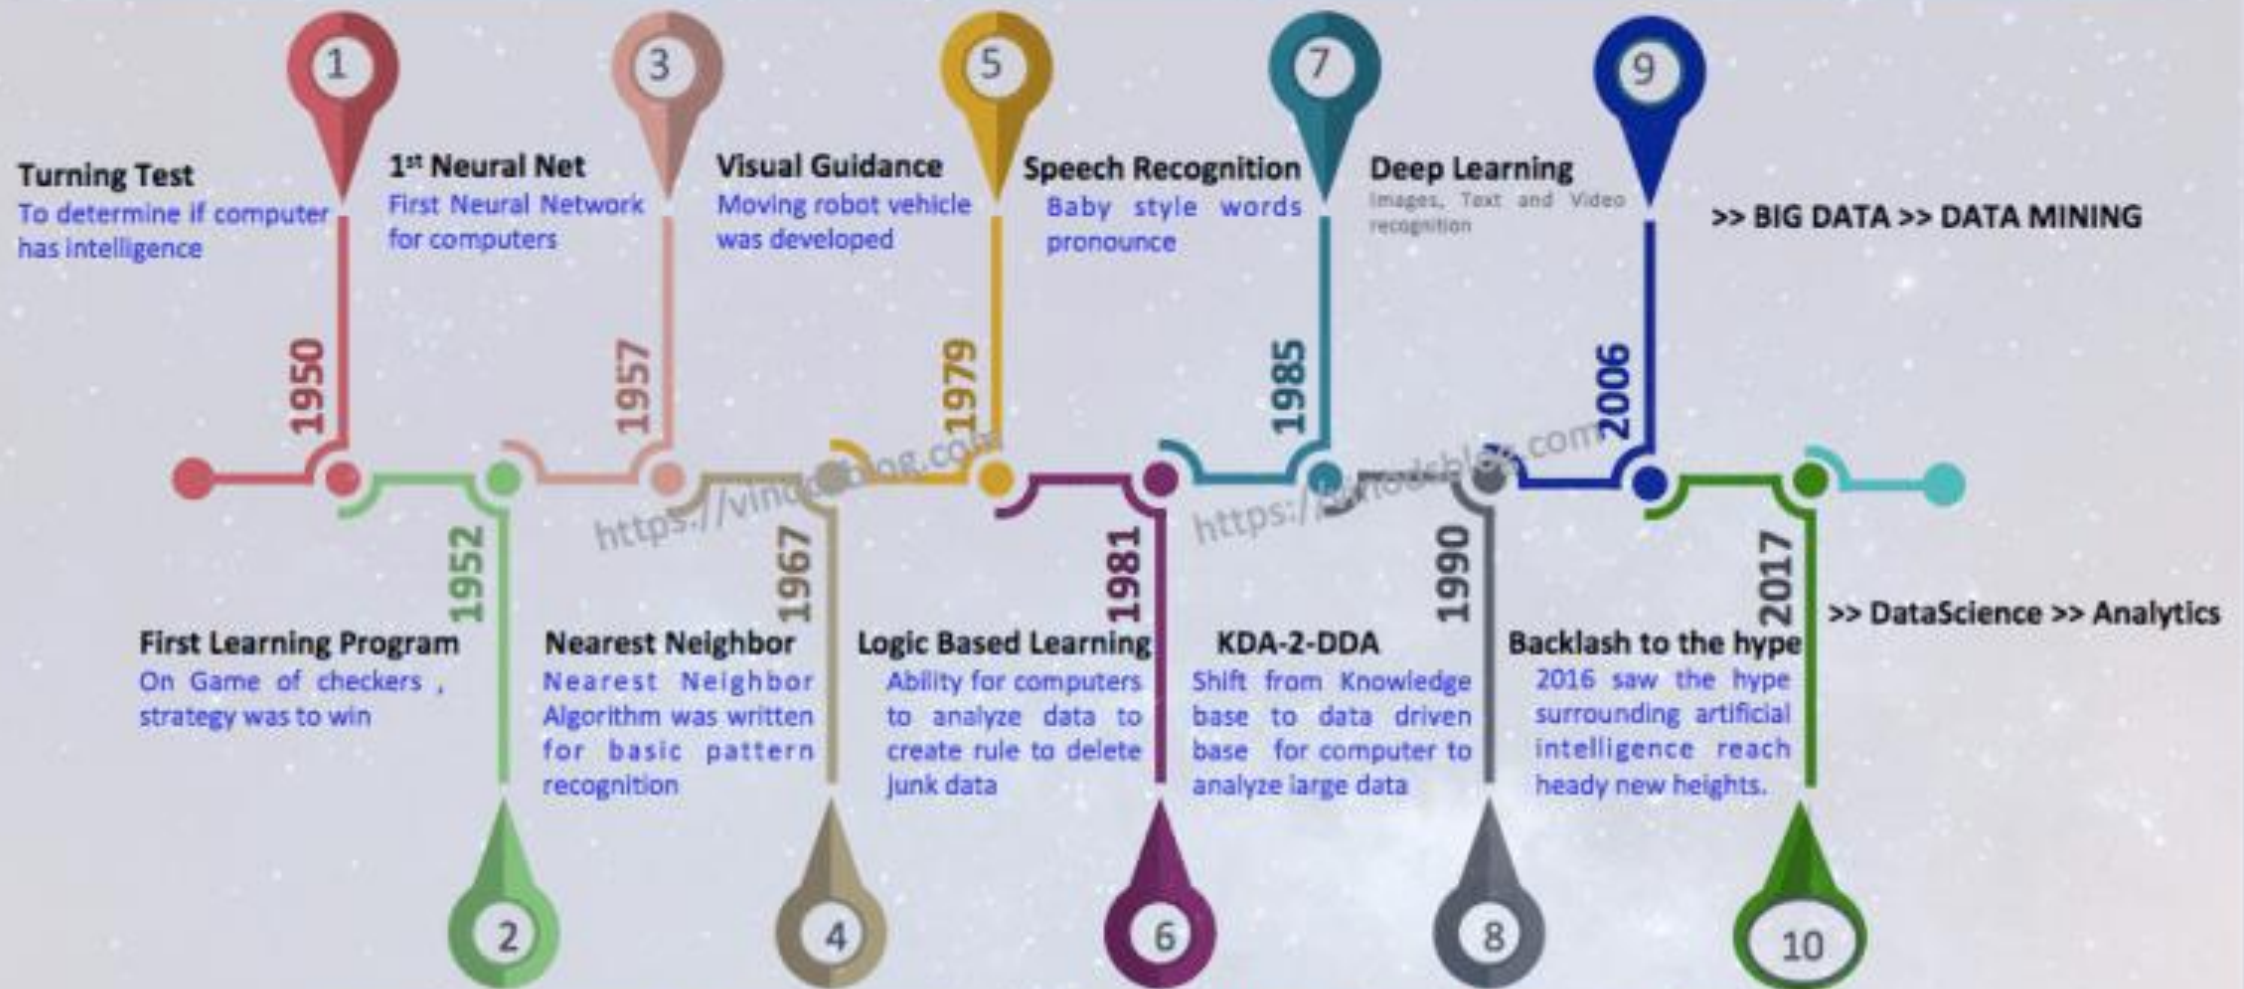 1
Turning Test
To determine if computer
has intelligence
1950
2
First Learning Program
On Game of checkers ,
strategy was to win
1952
3
1st Neural Net
First Neural Network
for computers
1957
4
Nearest Neighbor
Nearest Neighbor
Algorithm was written
for basic pattern
recognition
1967
5
Visual Guidance
Moving robot vehicle
was developed
1979
6
Logic Based Learning
Ability for computers
to analyze data to
create rule to delete
junk data
1981
7
Speech Recognition
Baby style words
pronounce
1985
8
KDA-2-DDA
Shift from Knowledge
base to data driven
base for computer to
analyze large data
1990
9
Deep Learning
Images, Text and Video
recognition
2006
>> BIG DATA >> DATA MINING
10
Backlash to the hype
2016 saw the hype
surrounding artificial
intelligence reach
heady new heights.
2017
>> DataScience >> Analytics
https://vinodsblog.com
https://vinodsblog.com